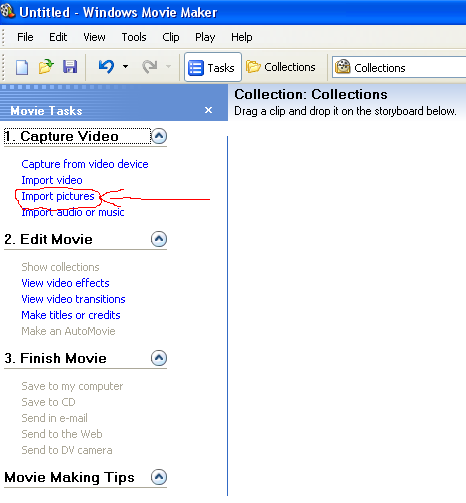 Untitled - Windows Movie Maker
File Edit View Tools Clip Play Help
Tasks Collections Collections
Movie Tasks
Collection: Collections
Drag a clip and drop it on the storyboard below.
1. Capture Video
Capture from video device
Import video
Import pictures
Import audio or music
2. Edit Movie
Show collections
View video effects
View video transitions
Make titles or credits
Make an AutoMovie
3. Finish Movie
Save to my computer
Save to CD
Send in e-mail
Send to the Web
Send to DV camera
Movie Making Tips